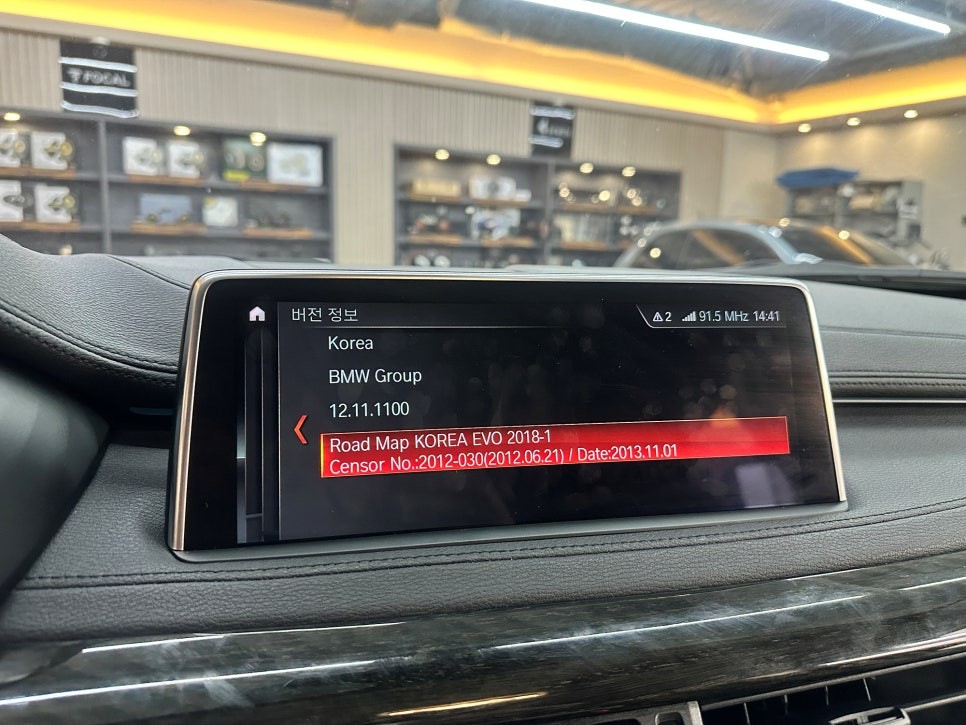 FOCAL
버전 정보
2 91.5 MHz 14:41
Korea
BMW Group
12.11.1100
Road Map KOREA EVO 2018-1
Censor No.:2012-030(2012.06.21) / Date:2013.11.01